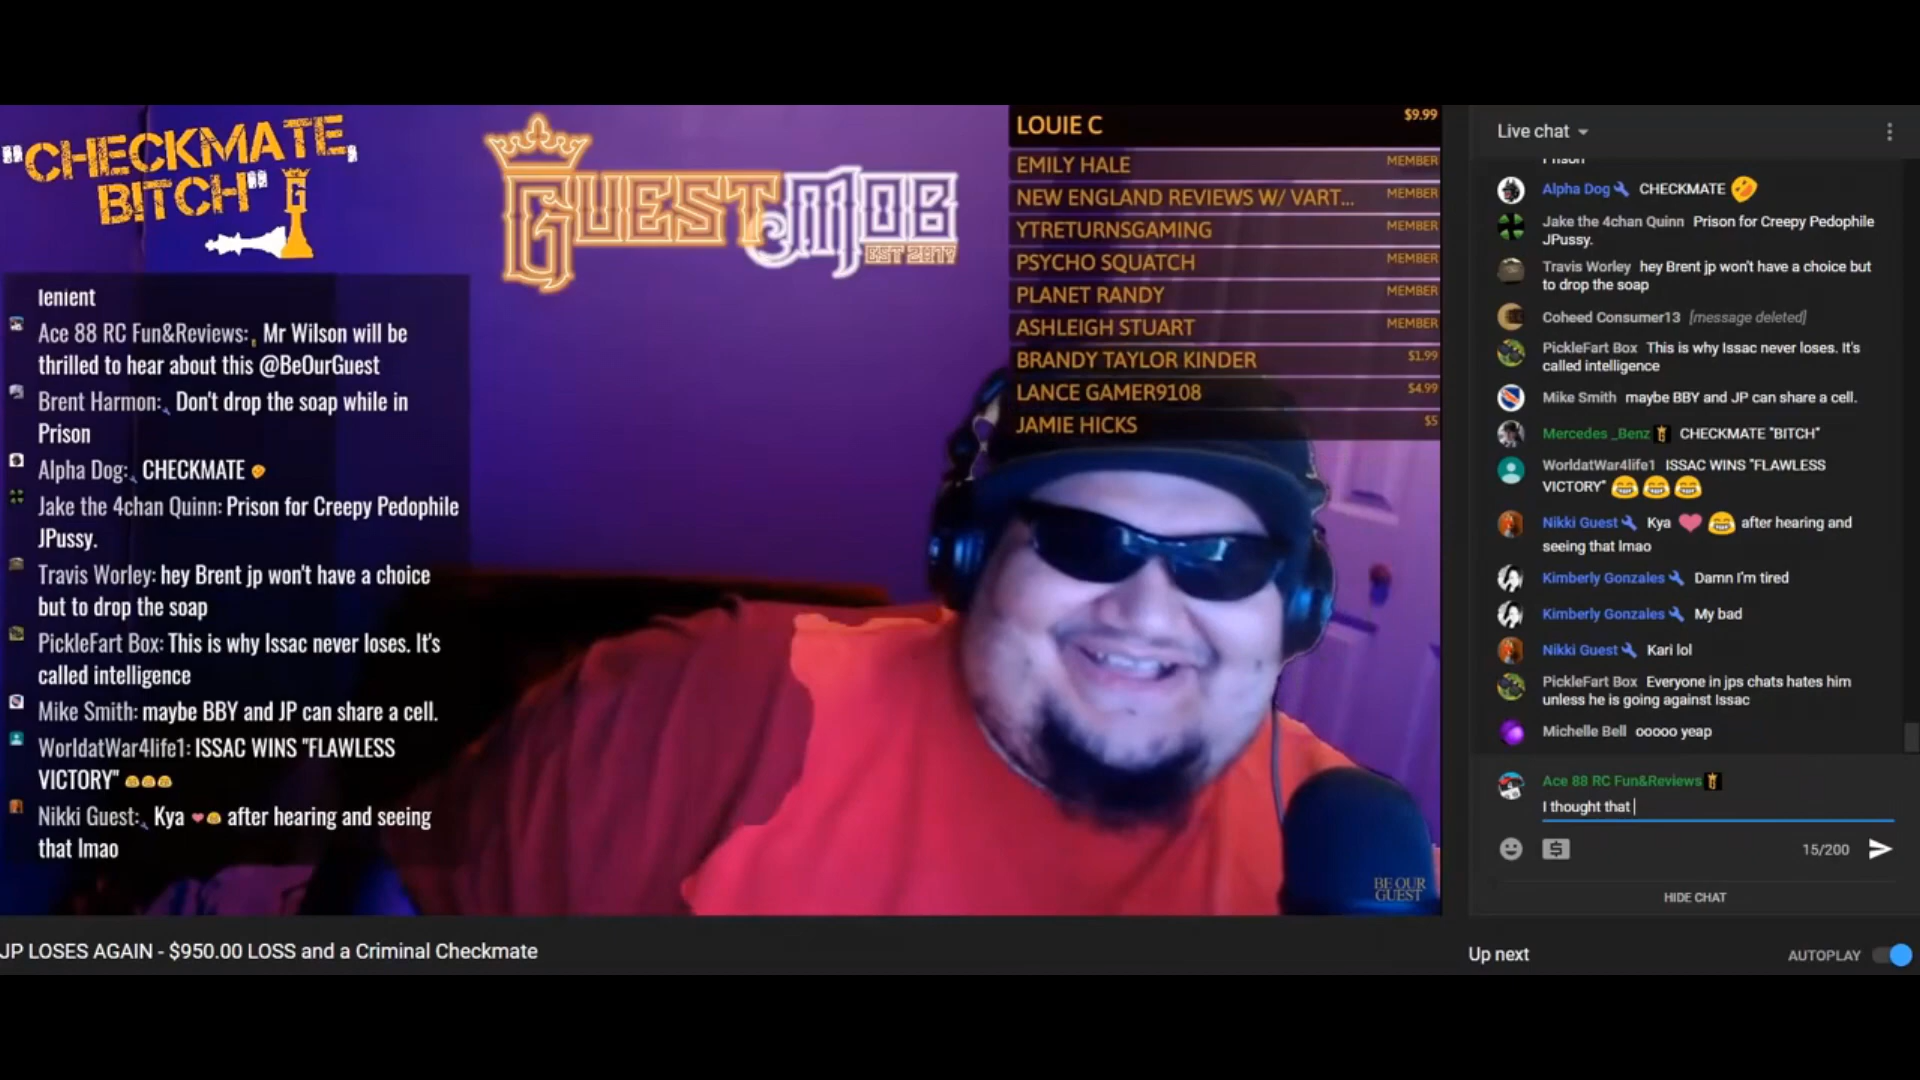 "CHECKMATE,
BITCH"
G
GUESTMOB
EST 2017
LOUIE C $9.99
EMILY HALE MEMBER
NEW ENGLAND REVIEWS W/ VART... MEMBER
YTRETURNSGAMING MEMBER
PSYCHO SQUATCH MEMBER
PLANET RANDY MEMBER
ASHLEIGH STUART MEMBER
BRANDY TAYLOR KINDER $1.99
LANCE GAMER9108 $4.99
JAMIE HICKS $5
lenient
Ace 88 RC Fun&Reviews: Mr Wilson will be
thrilled to hear about this @BeOurGuest
Brent Harmon: Don't drop the soap while in
Prison
Alpha Dog: CHECKMATE 🤣
Jake the 4chan Quinn: Prison for Creepy Pedophile
JPussy.
Travis Worley: hey Brent jp won't have a choice
but to drop the soap
PickleFart Box: This is why Issac never loses. It's
called intelligence
Mike Smith: maybe BBY and JP can share a cell.
WorldatWar4life1: ISSAC WINS "FLAWLESS
VICTORY" 😂😂😂
Nikki Guest: Kya ❤😂 after hearing and seeing
that lmao
BE OUR
GUEST
JP LOSES AGAIN - $950.00 LOSS and a Criminal Checkmate
Live chat
Prison
Alpha Dog CHECKMATE 🤣
Jake the 4chan Quinn Prison for Creepy Pedophile
JPussy.
Travis Worley hey Brent jp won't have a choice but
to drop the soap
Coheed Consumer13 [message deleted]
PickleFart Box This is why Issac never loses. It's
called intelligence
Mike Smith maybe BBY and JP can share a cell.
Mercedes _Benz CHECKMATE "BITCH"
WorldatWar4life1 ISSAC WINS "FLAWLESS
VICTORY" 😂😂😂
Nikki Guest Kya ❤😂 after hearing and
seeing that lmao
Kimberly Gonzales Damn I'm tired
Kimberly Gonzales My bad
Nikki Guest Kari lol
PickleFart Box Everyone in jps chats hates him
unless he is going against Issac
Michelle Bell ooooo yeap
Ace 88 RC Fun&Reviews
I thought that
15/200
HIDE CHAT
Up next AUTOPLAY